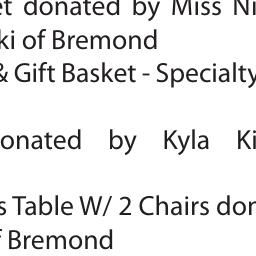 et donated by Miss Ni
ki of Bremond
& Gift Basket - Specialty
onated by Kyla Ki
s Table W/ 2 Chairs don
f Bremond